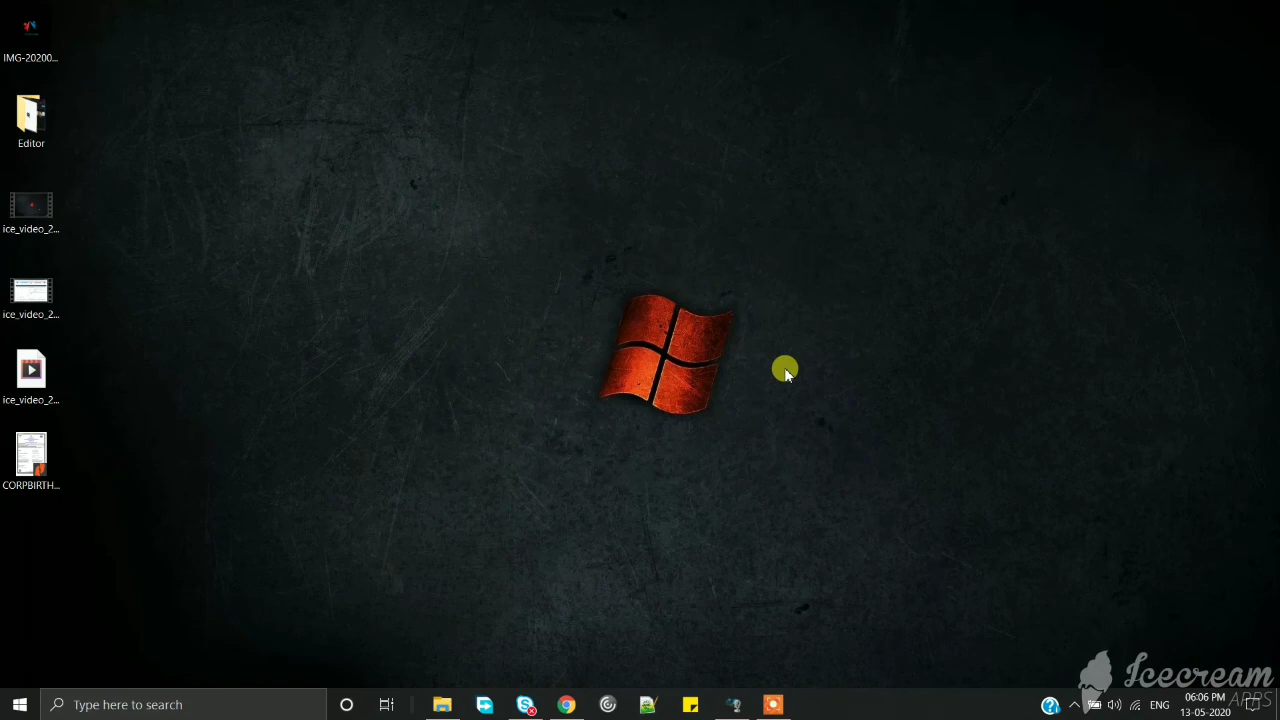 IMG-20200...
Editor
ice_video_2...
ice_video_2...
ice_video_2...
CORPBIRTH...
Type here to search
ENG
06:06 PM
13-05-2020
Icecream
APPS